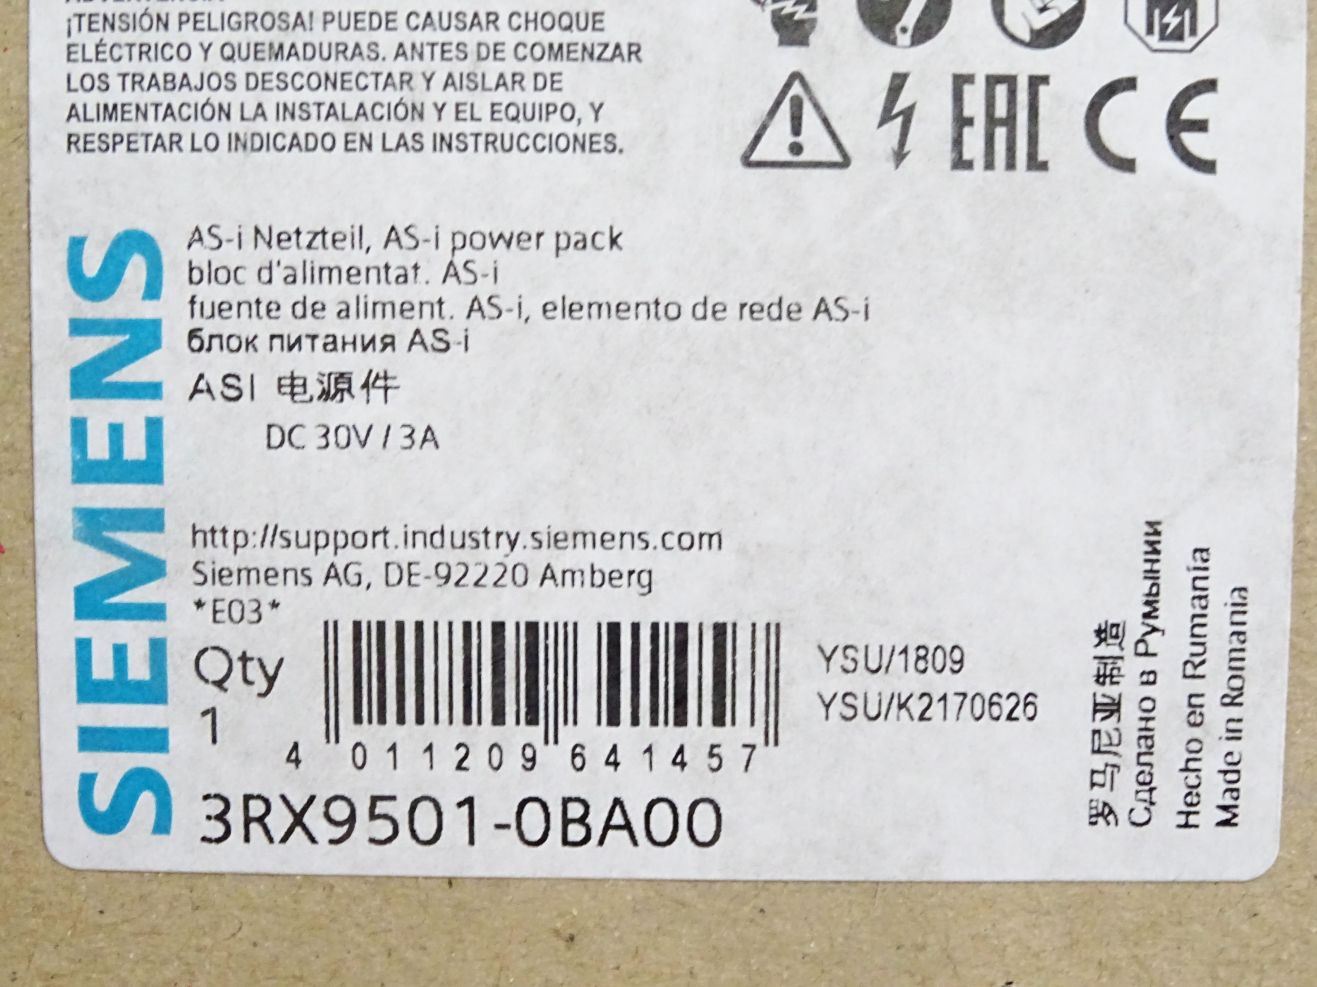 ¡TENSIÓN PELIGROSA! PUEDE CAUSAR CHOQUE
ELÉCTRICO Y QUEMADURAS. ANTES DE COMENZAR
LOS TRABAJOS DESCONECTAR Y AISLAR DE
ALIMENTACIÓN LA INSTALACIÓN Y EL EQUIPO, Y
RESPETAR LO INDICADO EN LAS INSTRUCCIONES.
EAC CE
SIEMENS
AS-i Netzteil, AS-i power pack
bloc d'alimentat. AS-i
fuente de aliment. AS-i, elemento de rede AS-i
блок питания AS-i
ASI 电源件
DC 30V / 3A
http://support.industry.siemens.com
Siemens AG, DE-92220 Amberg
*E03*
Qty
1
4 011209 641457
YSU/1809
YSU/K2170626
3RX9501-0BA00
罗马尼亚制造
Сделано в Румынии
Hecho en Rumanía
Made in Romania